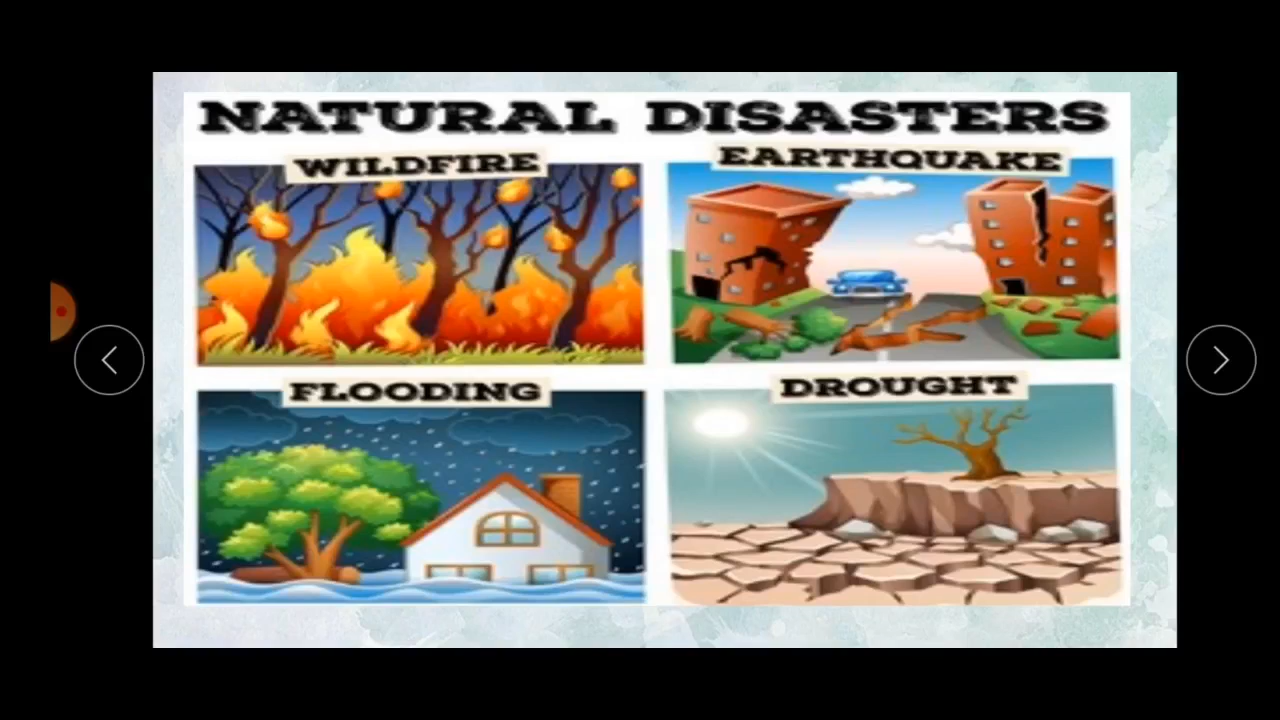 NATURAL DISASTERS
WILDFIRE
EARTHQUAKE
FLOODING
DROUGHT